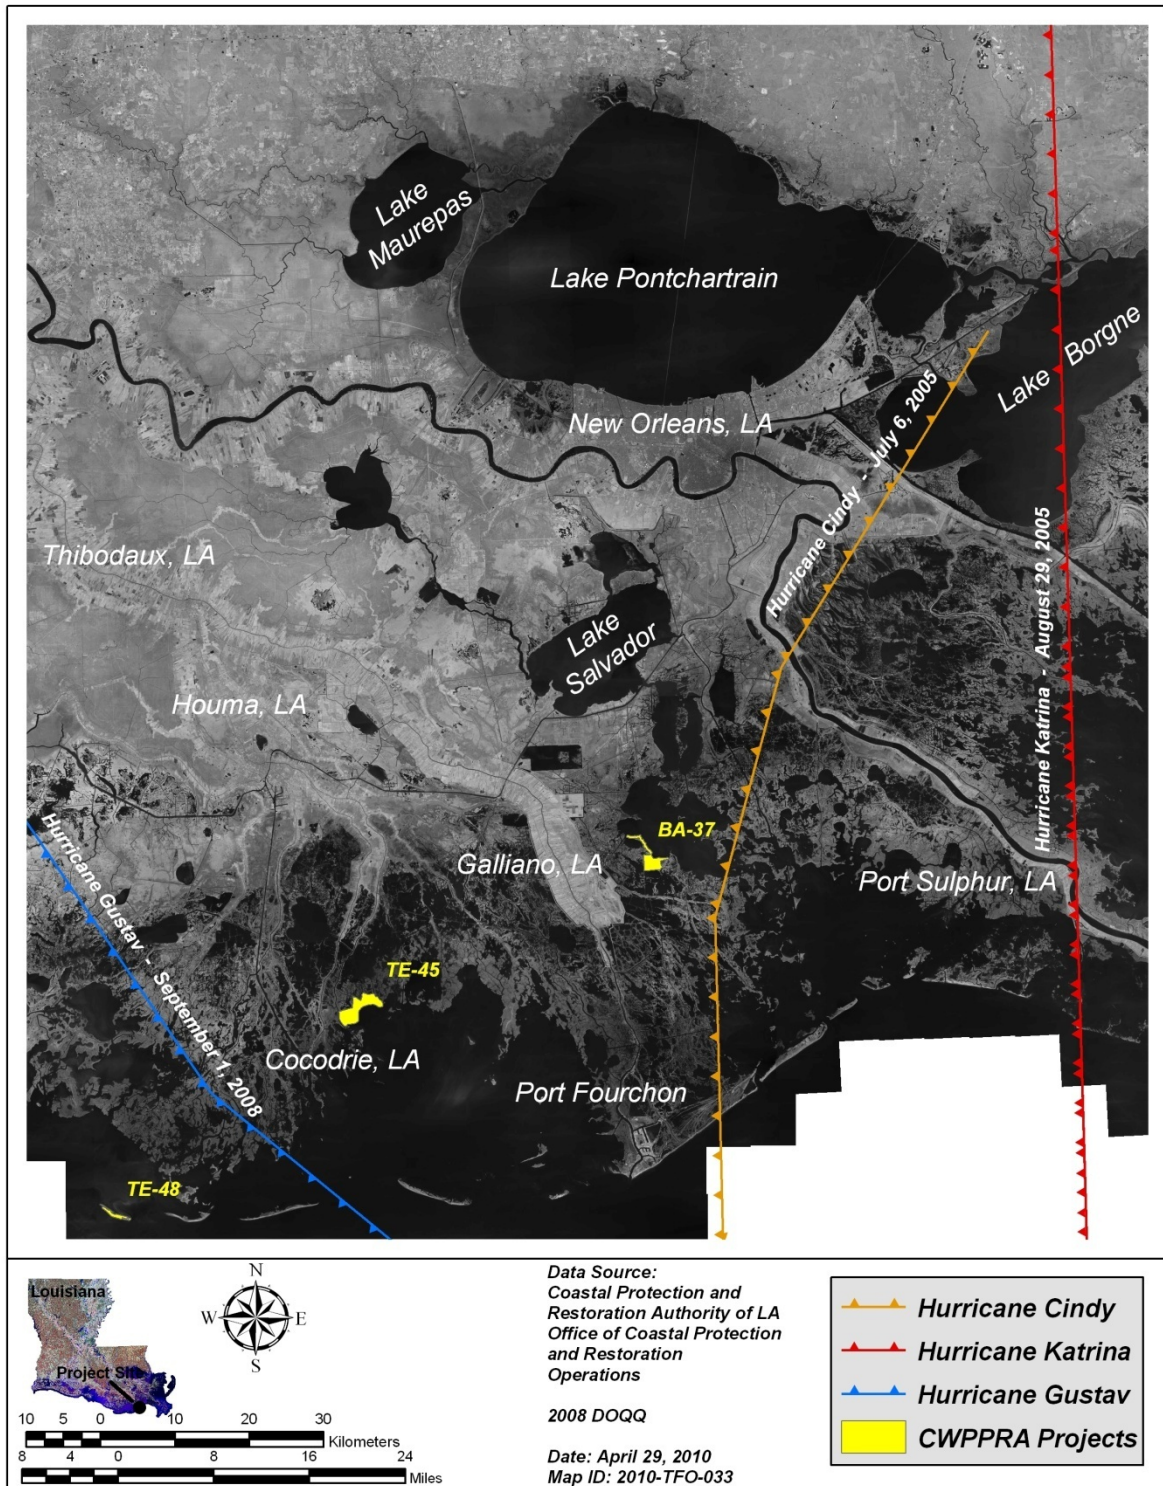 Lake
Maurepas
Lake Pontchartrain
Lake Borgne
New Orleans, LA
Hurricane Cindy - July 6, 2005
Thibodaux, LA
Hurricane Katrina - August 29, 2005
Lake
Salvador
Houma, LA
Hurricane Gustav - September 1, 2008
BA-37
Galliano, LA
Port Sulphur, LA
TE-45
Cocodrie, LA
Port Fourchon
TE-48
Louisiana
Project Site
N
W
E
S
10 5 0 10 20 30
Kilometers
8 4 0 8 16 24
Miles
Data Source:
Coastal Protection and
Restoration Authority of LA
Office of Coastal Protection
and Restoration
Operations
2008 DOQQ
Date: April 29, 2010
Map ID: 2010-TFO-033
Hurricane Cindy
Hurricane Katrina
Hurricane Gustav
CWPPRA Projects